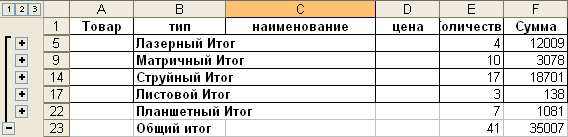 1 2 3 A B C D E F
1 Товар тип наименование цена оличеств Сумма
5 Лазерный Итог 4 12009
9 Матричный Итог 10 3078
14 Струйный Итог 17 18701
17 Листовой Итог 3 138
22 Планшетный Итог 7 1081
23 Общий итог 41 35007